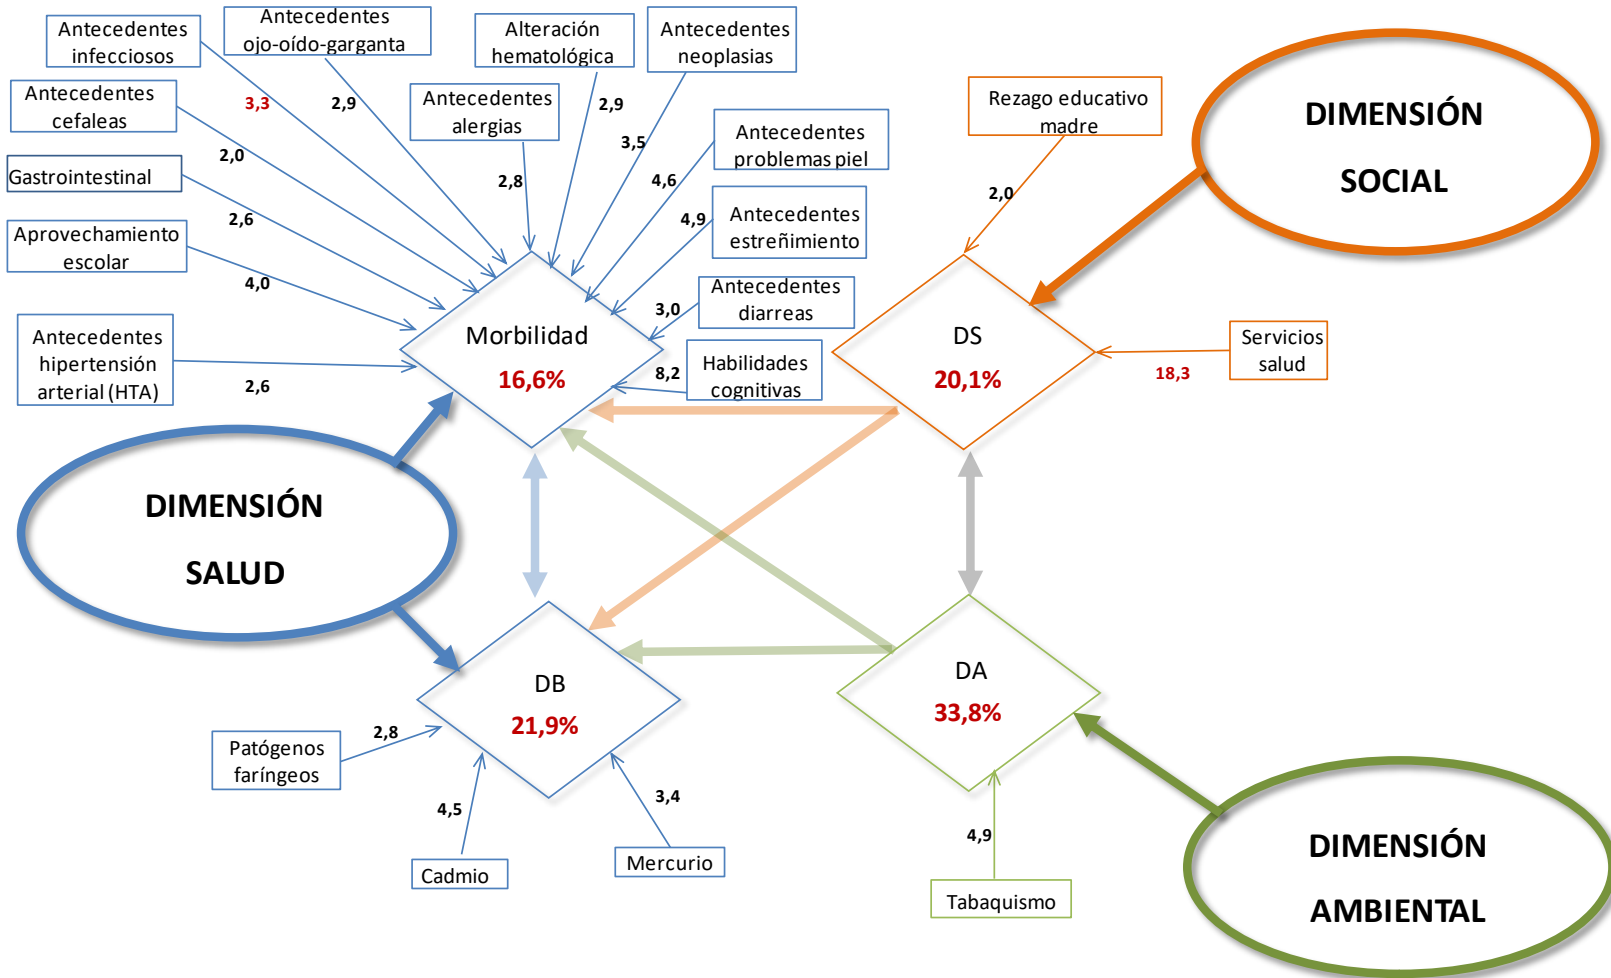 Antecedentes
infecciosos
3,3
Antecedentes
ojo-oído-garganta
2,9
Alteración
hematológica
2,9
Antecedentes
neoplasias
3,5
Antecedentes
cefaleas
2,0
Antecedentes
alergias
2,8
Antecedentes
problemas piel
4,6
Gastrointestinal
2,6
Antecedentes
estreñimiento
4,9
Aprovechamiento
escolar
4,0
Antecedentes
diarreas
3,0
Antecedentes
hipertensión
arterial (HTA)
2,6
Habilidades
cognitivas
8,2
Morbilidad
16,6%
Rezago educativo
madre
2,0
DIMENSIÓN
SOCIAL
DS
20,1%
Servicios
salud
18,3
DIMENSIÓN
SALUD
DB
21,9%
Patógenos
faríngeos
2,8
Cadmio
4,5
Mercurio
3,4
DA
33,8%
Tabaquismo
4,9
DIMENSIÓN
AMBIENTAL